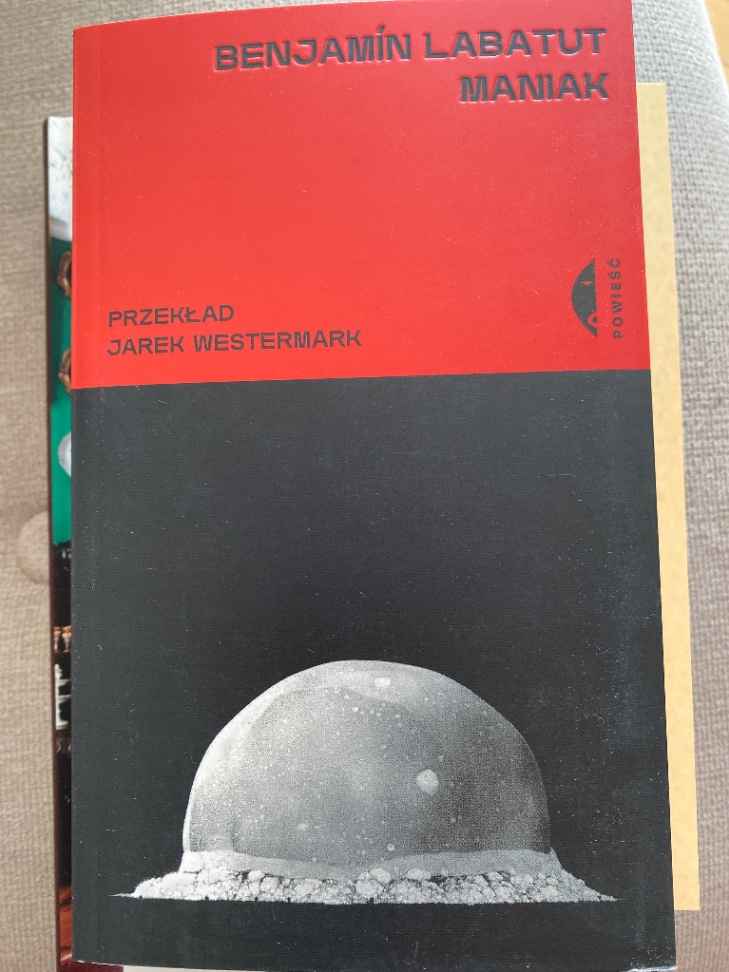 BENJAMÍN LABATUT
MANIAK
PRZEKŁAD
JAREK WESTERMARK
POWIEŚĆ